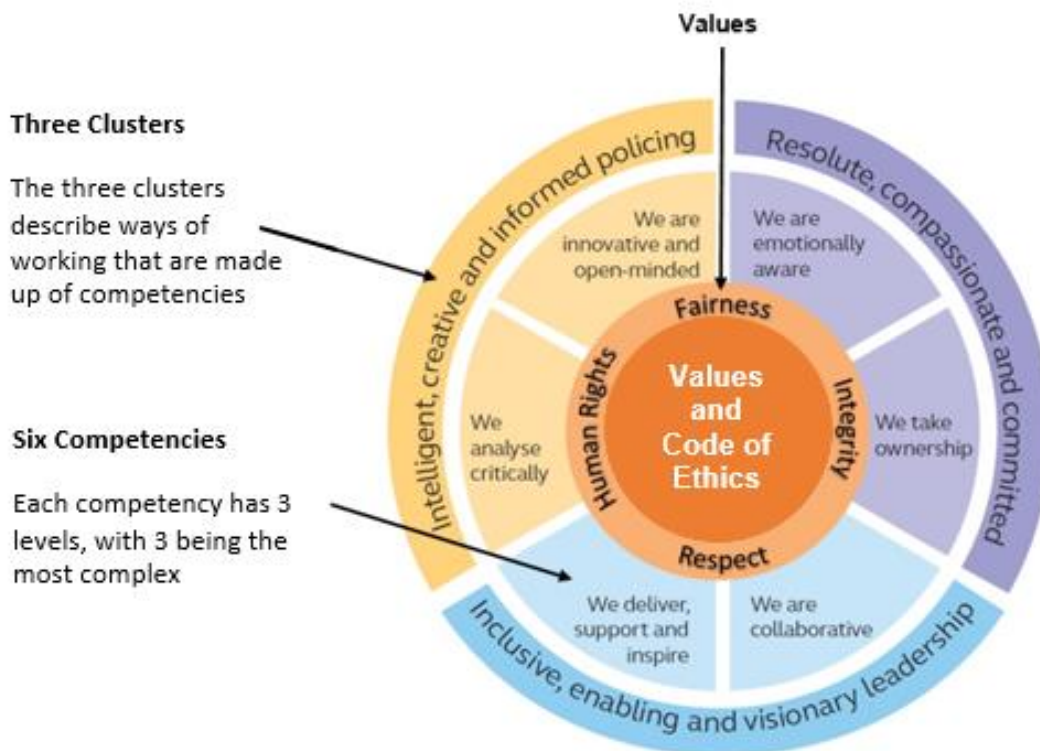 Values
Three Clusters
The three clusters
describe ways of
working that are made
up of competencies
Six Competencies
Each competency has 3
levels, with 3 being the
most complex
Intelligent, creative and informed policing
Resolute, compassionate and committed
Inclusive, enabling and visionary leadership
We are
innovative and
open-minded
We are
emotionally
aware
We
analyse
critically
We take
ownership
We deliver,
support and
inspire
We are
collaborative
Fairness
Integrity
Respect
Human Rights
Values
and
Code of
Ethics